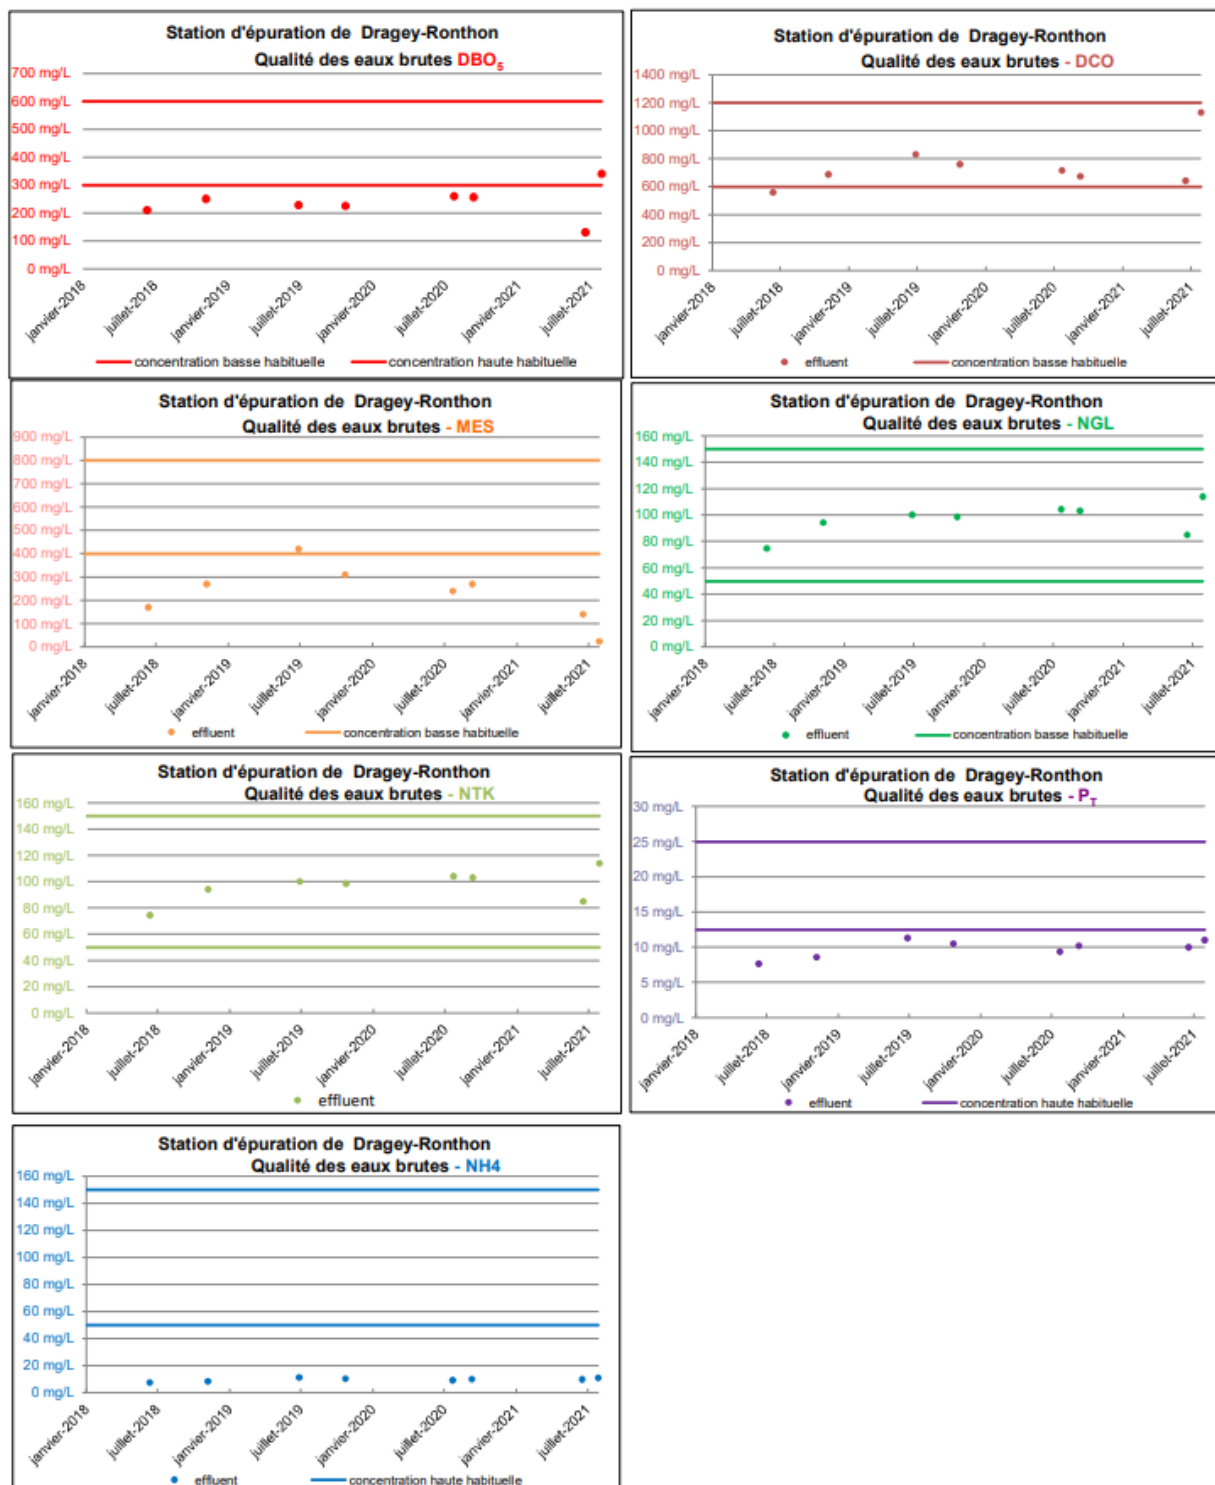 Station d'épuration de Dragey-Ronthon
Qualité des eaux brutes DBO5
700 mg/L
600 mg/L
500 mg/L
400 mg/L
300 mg/L
200 mg/L
100 mg/L
0 mg/L
janvier-2018
juillet-2018
janvier-2019
juillet-2019
janvier-2020
juillet-2020
janvier-2021
juillet-2021
concentration basse habituelle
concentration haute habituelle
Station d'épuration de Dragey-Ronthon
Qualité des eaux brutes - DCO
1400 mg/L
1200 mg/L
1000 mg/L
800 mg/L
600 mg/L
400 mg/L
200 mg/L
0 mg/L
janvier-2018
juillet-2018
janvier-2019
juillet-2019
janvier-2020
juillet-2020
janvier-2021
juillet-2021
effluent
concentration basse habituelle
Station d'épuration de Dragey-Ronthon
Qualité des eaux brutes - MES
900 mg/L
800 mg/L
700 mg/L
600 mg/L
500 mg/L
400 mg/L
300 mg/L
200 mg/L
100 mg/L
0 mg/L
janvier-2018
juillet-2018
janvier-2019
juillet-2019
janvier-2020
juillet-2020
janvier-2021
juillet-2021
effluent
concentration basse habituelle
Station d'épuration de Dragey-Ronthon
Qualité des eaux brutes - NGL
160 mg/L
140 mg/L
120 mg/L
100 mg/L
80 mg/L
60 mg/L
40 mg/L
20 mg/L
0 mg/L
janvier-2018
juillet-2018
janvier-2019
juillet-2019
janvier-2020
juillet-2020
janvier-2021
juillet-2021
effluent
concentration basse habituelle
Station d'épuration de Dragey-Ronthon
Qualité des eaux brutes - NTK
160 mg/L
140 mg/L
120 mg/L
100 mg/L
80 mg/L
60 mg/L
40 mg/L
20 mg/L
0 mg/L
janvier-2018
juillet-2018
janvier-2019
juillet-2019
janvier-2020
juillet-2020
janvier-2021
juillet-2021
effluent
Station d'épuration de Dragey-Ronthon
Qualité des eaux brutes - PT
30 mg/L
25 mg/L
20 mg/L
15 mg/L
10 mg/L
5 mg/L
0 mg/L
janvier-2018
juillet-2018
janvier-2019
juillet-2019
janvier-2020
juillet-2020
janvier-2021
juillet-2021
effluent
concentration haute habituelle
Station d'épuration de Dragey-Ronthon
Qualité des eaux brutes - NH4
160 mg/L
140 mg/L
120 mg/L
100 mg/L
80 mg/L
60 mg/L
40 mg/L
20 mg/L
0 mg/L
janvier-2018
juillet-2018
janvier-2019
juillet-2019
janvier-2020
juillet-2020
janvier-2021
juillet-2021
effluent
concentration haute habituelle